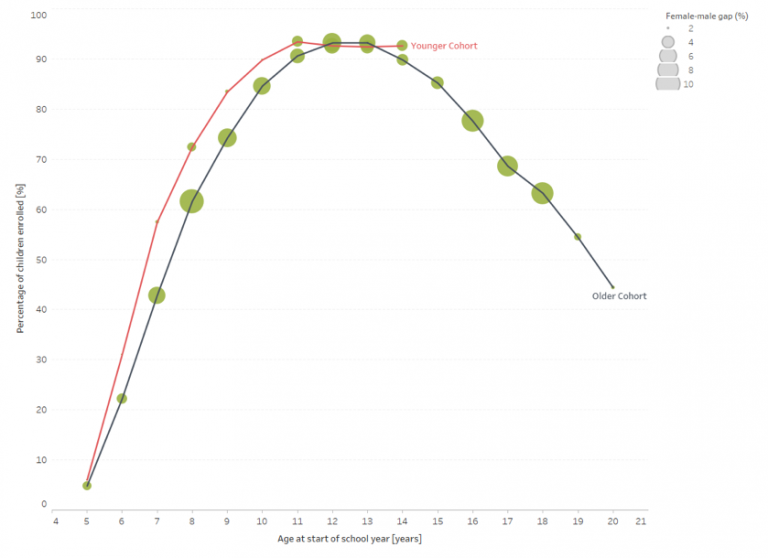 Female-male gap (%)
2
4
6
8
10
100
90
80
70
60
50
40
30
20
10
0
Percentage of children enrolled [%]
Younger Cohort
Older Cohort
4 5 6 7 8 9 10 11 12 13 14 15 16 17 18 19 20 21
Age at start of school year [years]